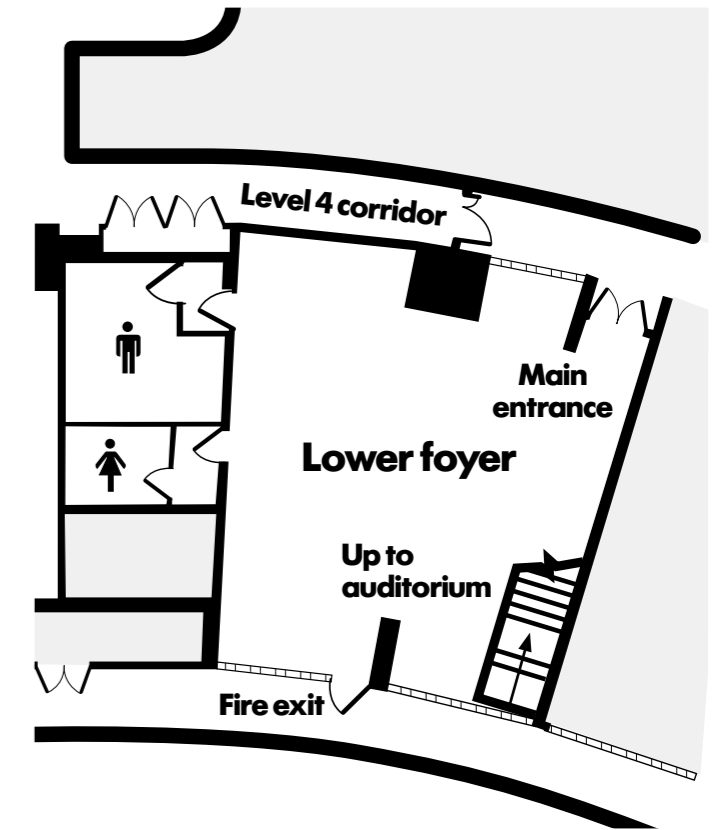 Level 4 corridor
Main
entrance
Lower foyer
Up to
auditorium
Fire exit